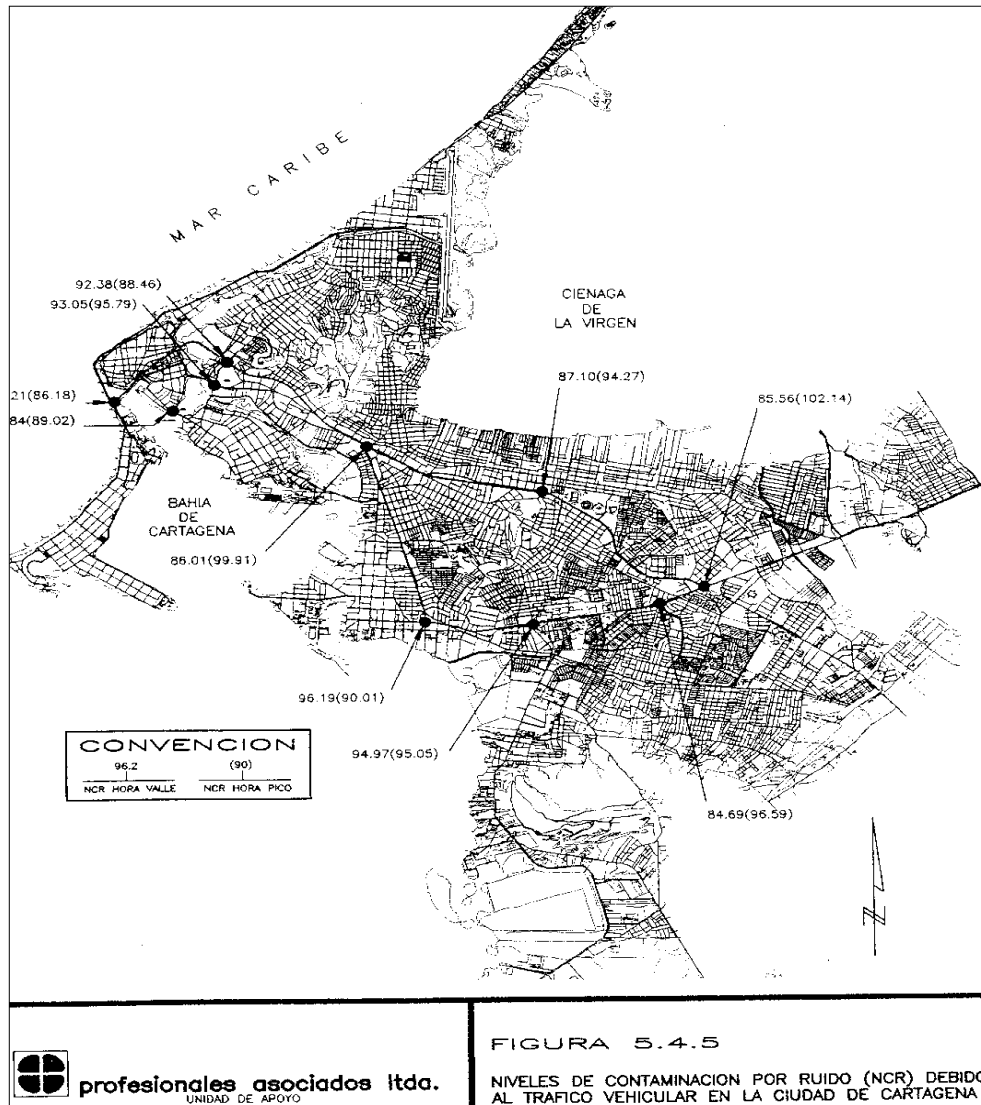 MAR CARIBE
92.38(88.46)
93.05(95.79)
CIENAGA
DE
LA VIRGEN
87.10(94.27)
85.56(102.14)
21(86.18)
84(89.02)
BAHIA
DE
CARTAGENA
86.01(99.91)
96.19(90.01)
94.97(95.05)
84.69(96.59)
CONVENCION
96.2 (90)
NCR HORA VALLE NCR HORA PICO
N
FIGURA 5.4.5
profesionales asociados ltda.
UNIDAD DE APOYO
NIVELES DE CONTAMINACION POR RUIDO (NCR) DEBIDO
AL TRAFICO VEHICULAR EN LA CIUDAD DE CARTAGENA